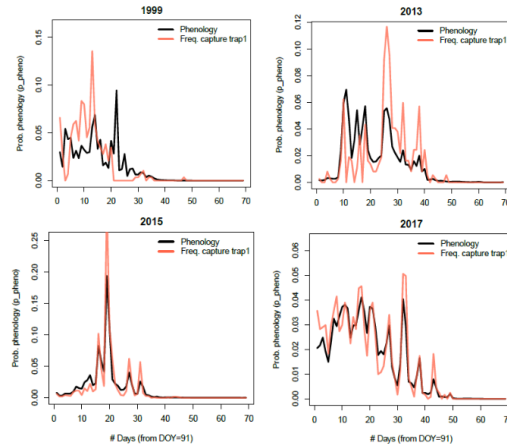 1999
Prob. phenology (p_pheno)
0.00 0.05 0.10 0.15
Phenology
Freq. capture trap1
0 10 20 30 40 50 60 70
2013
Prob. phenology (p_pheno)
0.00 0.02 0.04 0.06 0.08 0.10 0.12
Phenology
Freq. capture trap1
0 10 20 30 40 50 60 70
2015
Prob. phenology (p_pheno)
0.00 0.05 0.10 0.15 0.20 0.25
Phenology
Freq. capture trap1
0 10 20 30 40 50 60 70
# Days (from DOY=91)
2017
Prob. phenology (p_pheno)
0.00 0.01 0.02 0.03 0.04 0.05 0.06
Phenology
Freq. capture trap1
0 10 20 30 40 50 60 70
# Days (from DOY=91)